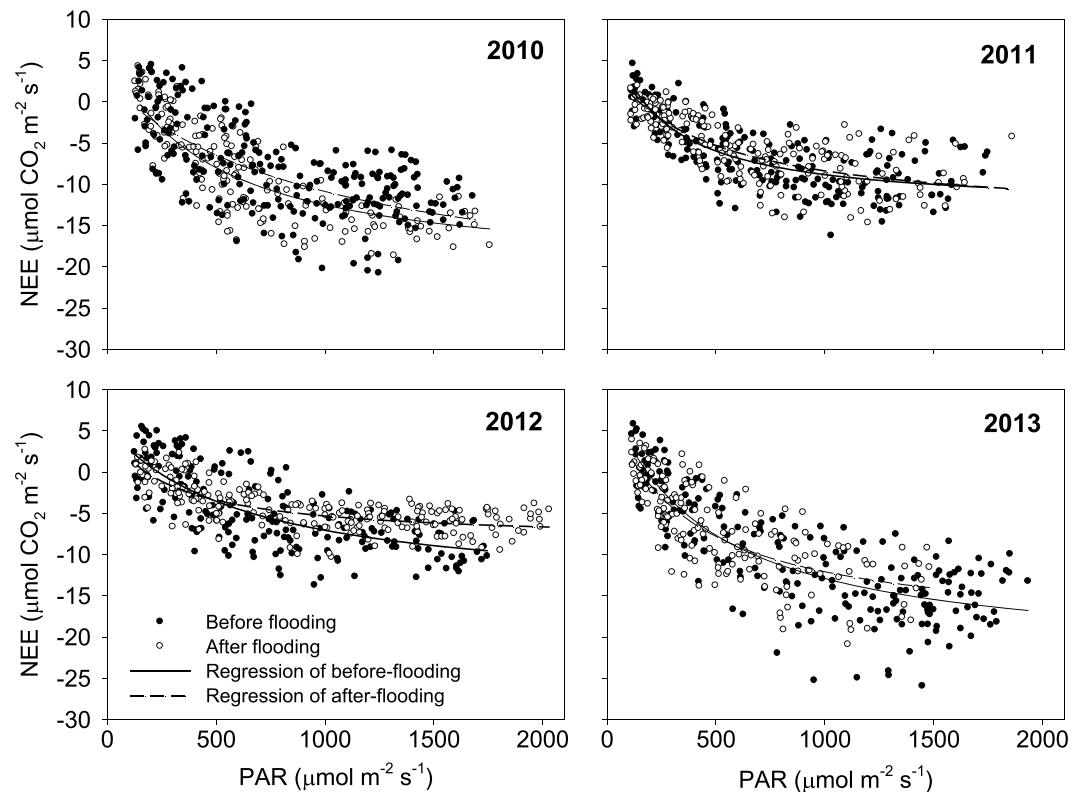 10
5
0
-5
-10
-15
-20
-25
-30
NEE (μmol CO₂ m⁻² s⁻¹)
2010
2011
10
5
0
-5
-10
-15
-20
-25
-30
NEE (μmol CO₂ m⁻² s⁻¹)
2012
2013
Before flooding
After flooding
Regression of before-flooding
Regression of after-flooding
0 500 1000 1500 2000
0 500 1000 1500 2000
PAR (μmol m⁻² s⁻¹)
PAR (μmol m⁻² s⁻¹)